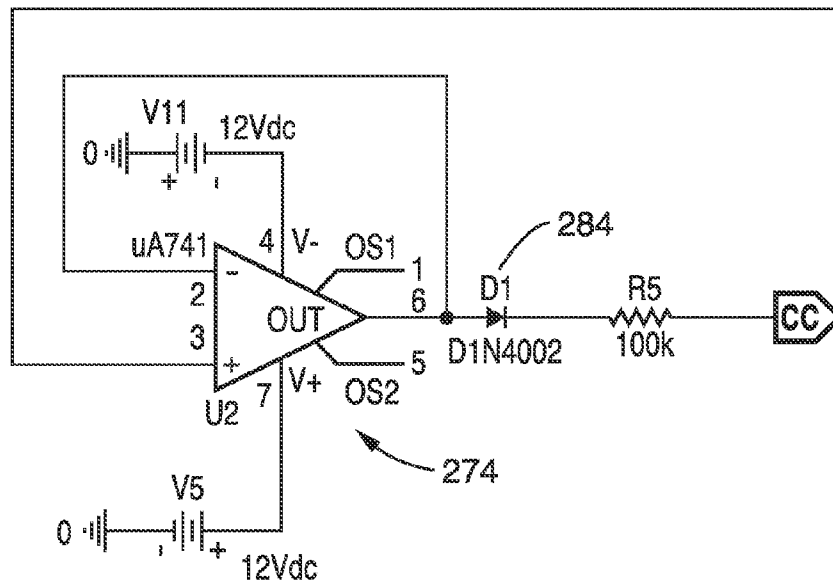 V11
12Vdc
0
+ -
uA741
4 V-
OS1
1
284
-
2
6
D1
R5
CC
3
OUT
D1N4002
100k
+
5
7 V+
OS2
U2
274
V5
0
- +
12Vdc